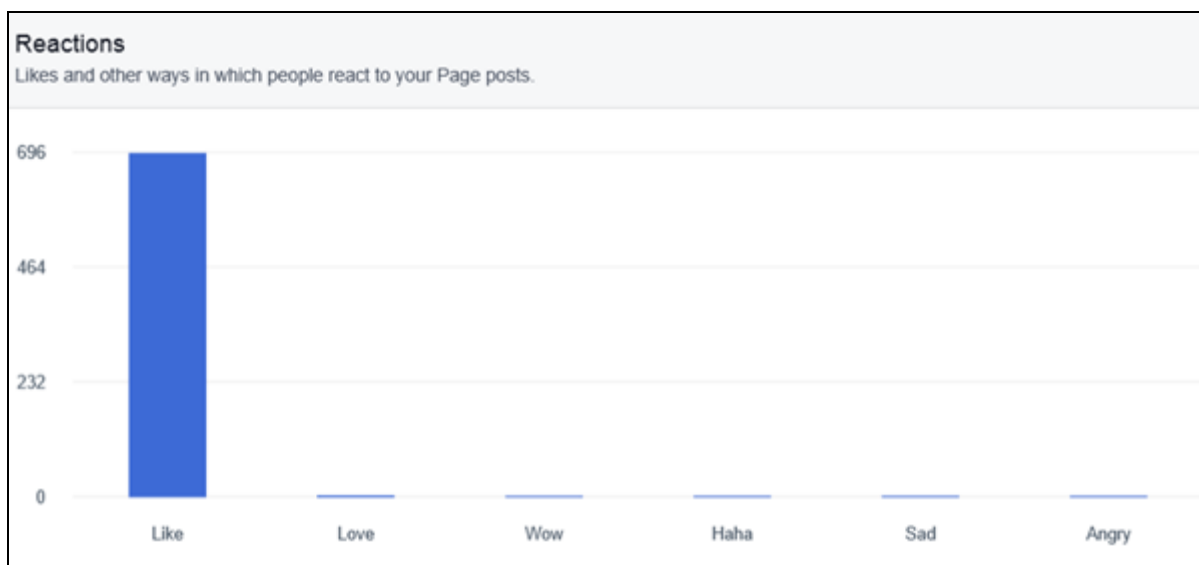 Reactions
Likes and other ways in which people react to your Page posts.
696
464
232
0
Like Love Wow Haha Sad Angry